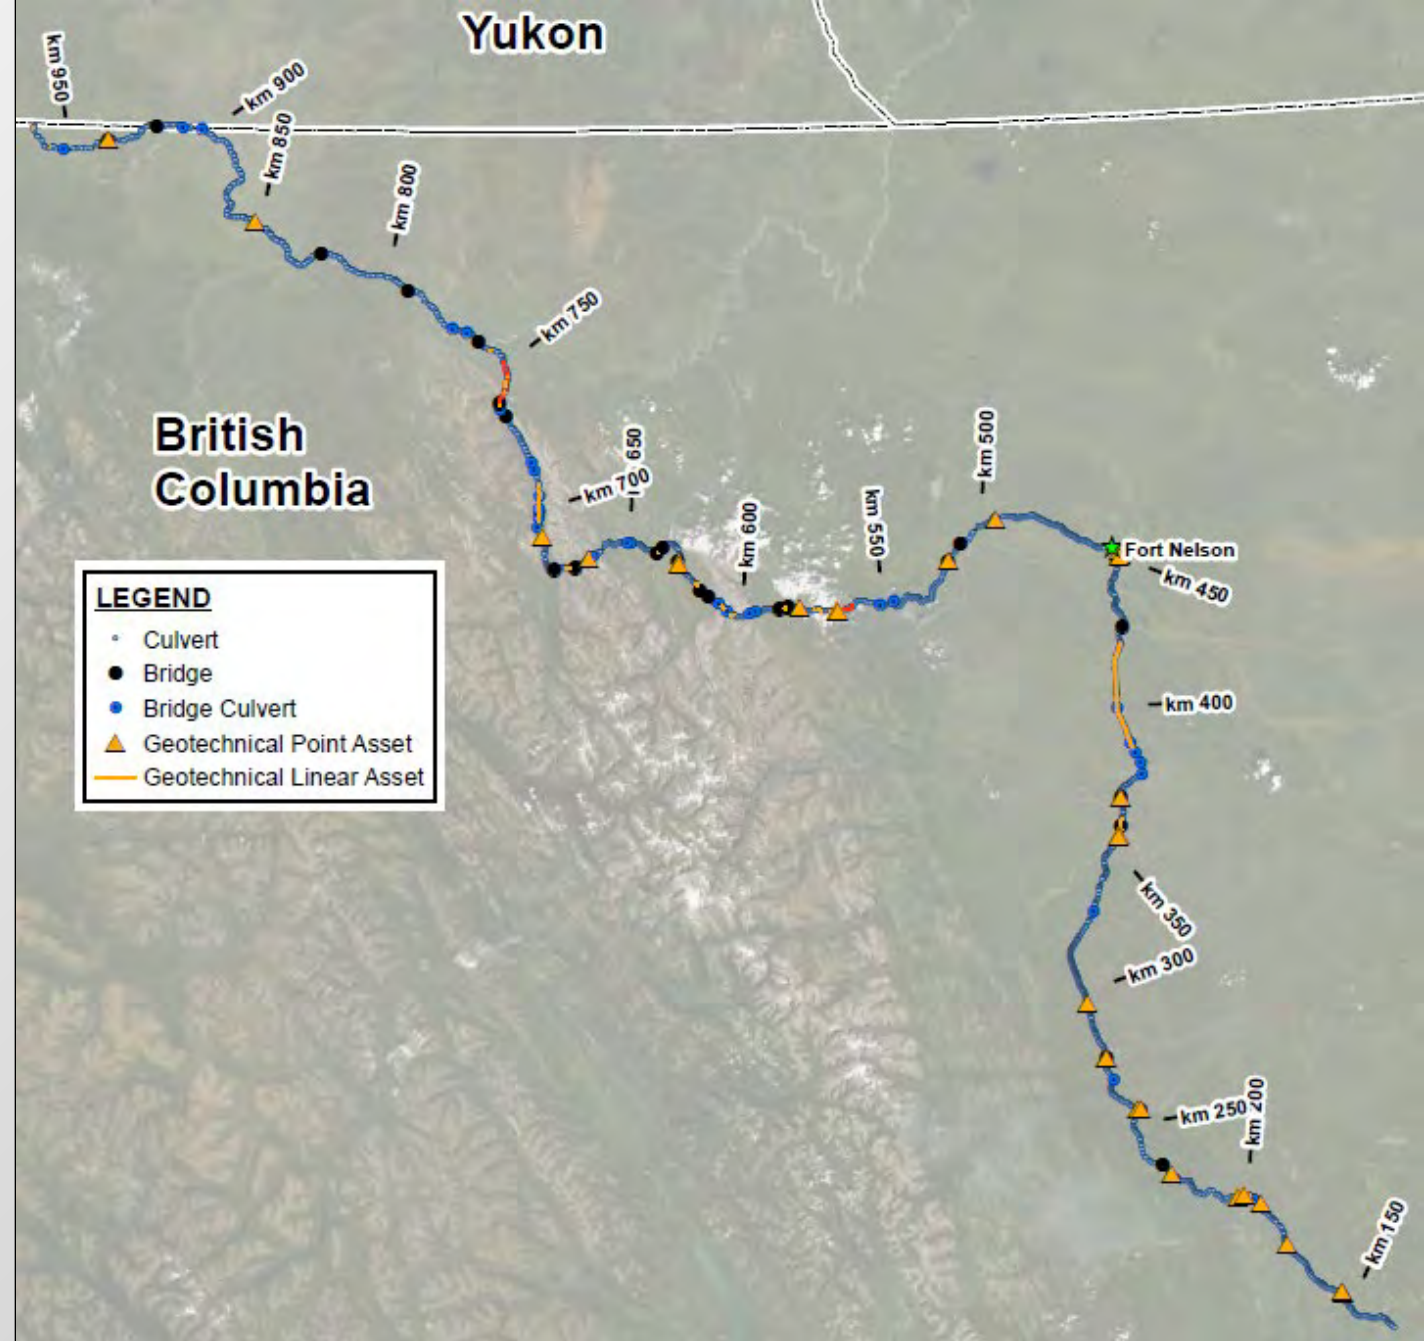 Yukon
km 950
km 900
km 850
km 800
km 750
British
Columbia
km 700
650
km 600
km 550
km 500
Fort Nelson
km 450
km 400
km 350
km 300
km 250
km 200
km 150
LEGEND
Culvert
Bridge
Bridge Culvert
Geotechnical Point Asset
Geotechnical Linear Asset